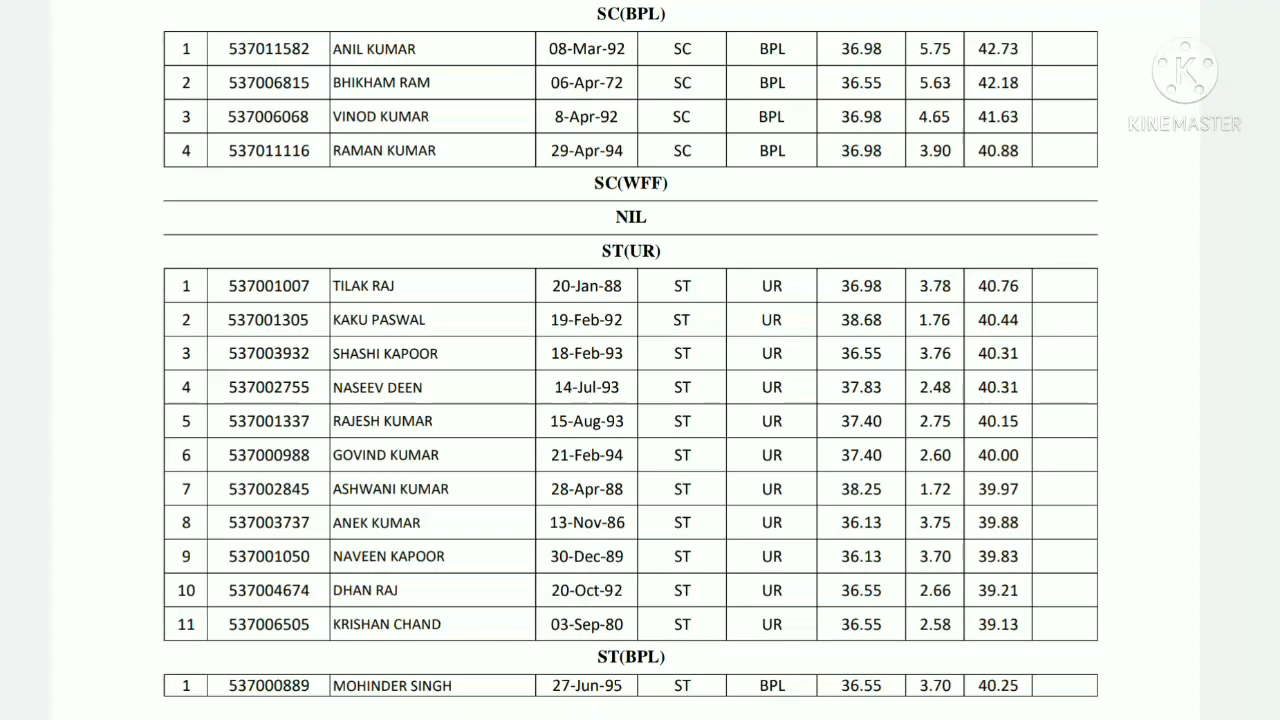 SC(BPL)
1 537011582 ANIL KUMAR 08-Mar-92 SC BPL 36.98 5.75 42.73
2 537006815 BHIKHAM RAM 06-Apr-72 SC BPL 36.55 5.63 42.18
3 537006068 VINOD KUMAR 8-Apr-92 SC BPL 36.98 4.65 41.63
4 537011116 RAMAN KUMAR 29-Apr-94 SC BPL 36.98 3.90 40.88
SC(WFF)
NIL
ST(UR)
1 537001007 TILAK RAJ 20-Jan-88 ST UR 36.98 3.78 40.76
2 537001305 KAKU PASWAL 19-Feb-92 ST UR 38.68 1.76 40.44
3 537003932 SHASHI KAPOOR 18-Feb-93 ST UR 36.55 3.76 40.31
4 537002755 NASEEV DEEN 14-Jul-93 ST UR 37.83 2.48 40.31
5 537001337 RAJESH KUMAR 15-Aug-93 ST UR 37.40 2.75 40.15
6 537000988 GOVIND KUMAR 21-Feb-94 ST UR 37.40 2.60 40.00
7 537002845 ASHWANI KUMAR 28-Apr-88 ST UR 38.25 1.72 39.97
8 537003737 ANEK KUMAR 13-Nov-86 ST UR 36.13 3.75 39.88
9 537001050 NAVEEN KAPOOR 30-Dec-89 ST UR 36.13 3.70 39.83
10 537004674 DHAN RAJ 20-Oct-92 ST UR 36.55 2.66 39.21
11 537006505 KRISHAN CHAND 03-Sep-80 ST UR 36.55 2.58 39.13
ST(BPL)
1 537000889 MOHINDER SINGH 27-Jun-95 ST BPL 36.55 3.70 40.25
K
KINEMASTER